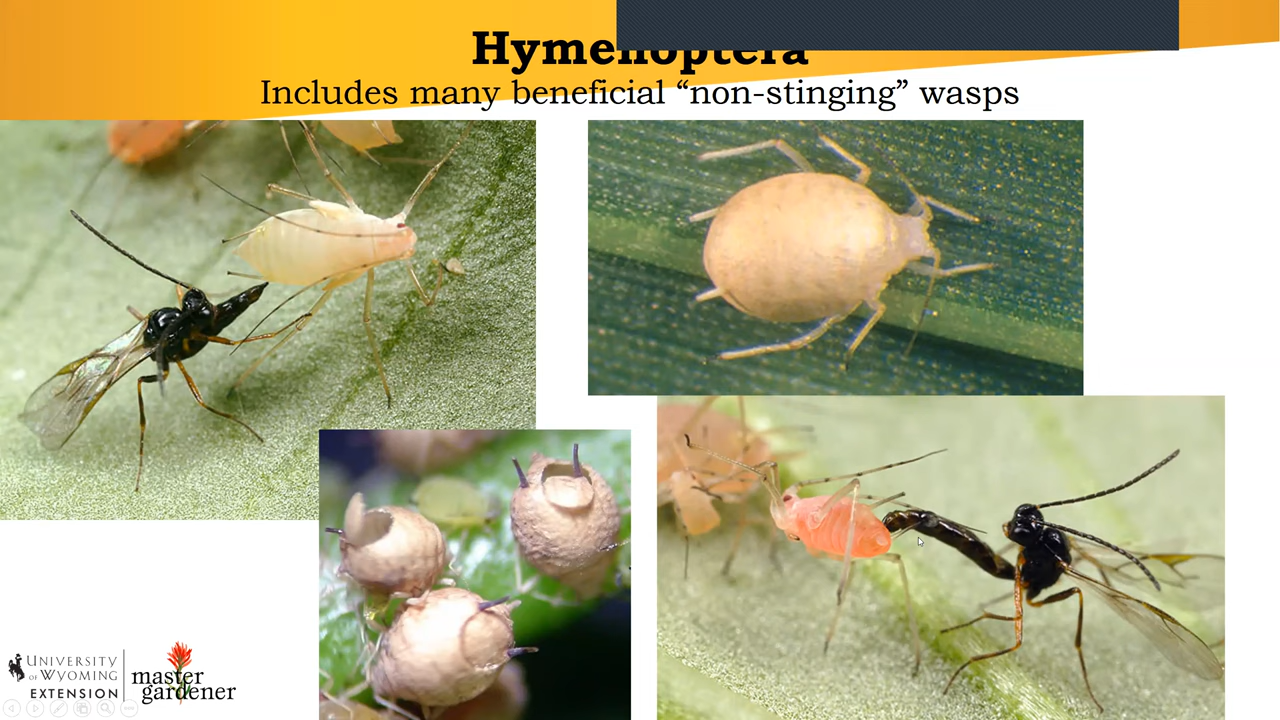 Hymenoptera
Includes many beneficial “non-stinging” wasps
UNIVERSITY
OF WYOMING
EXTENSION
master
gardener